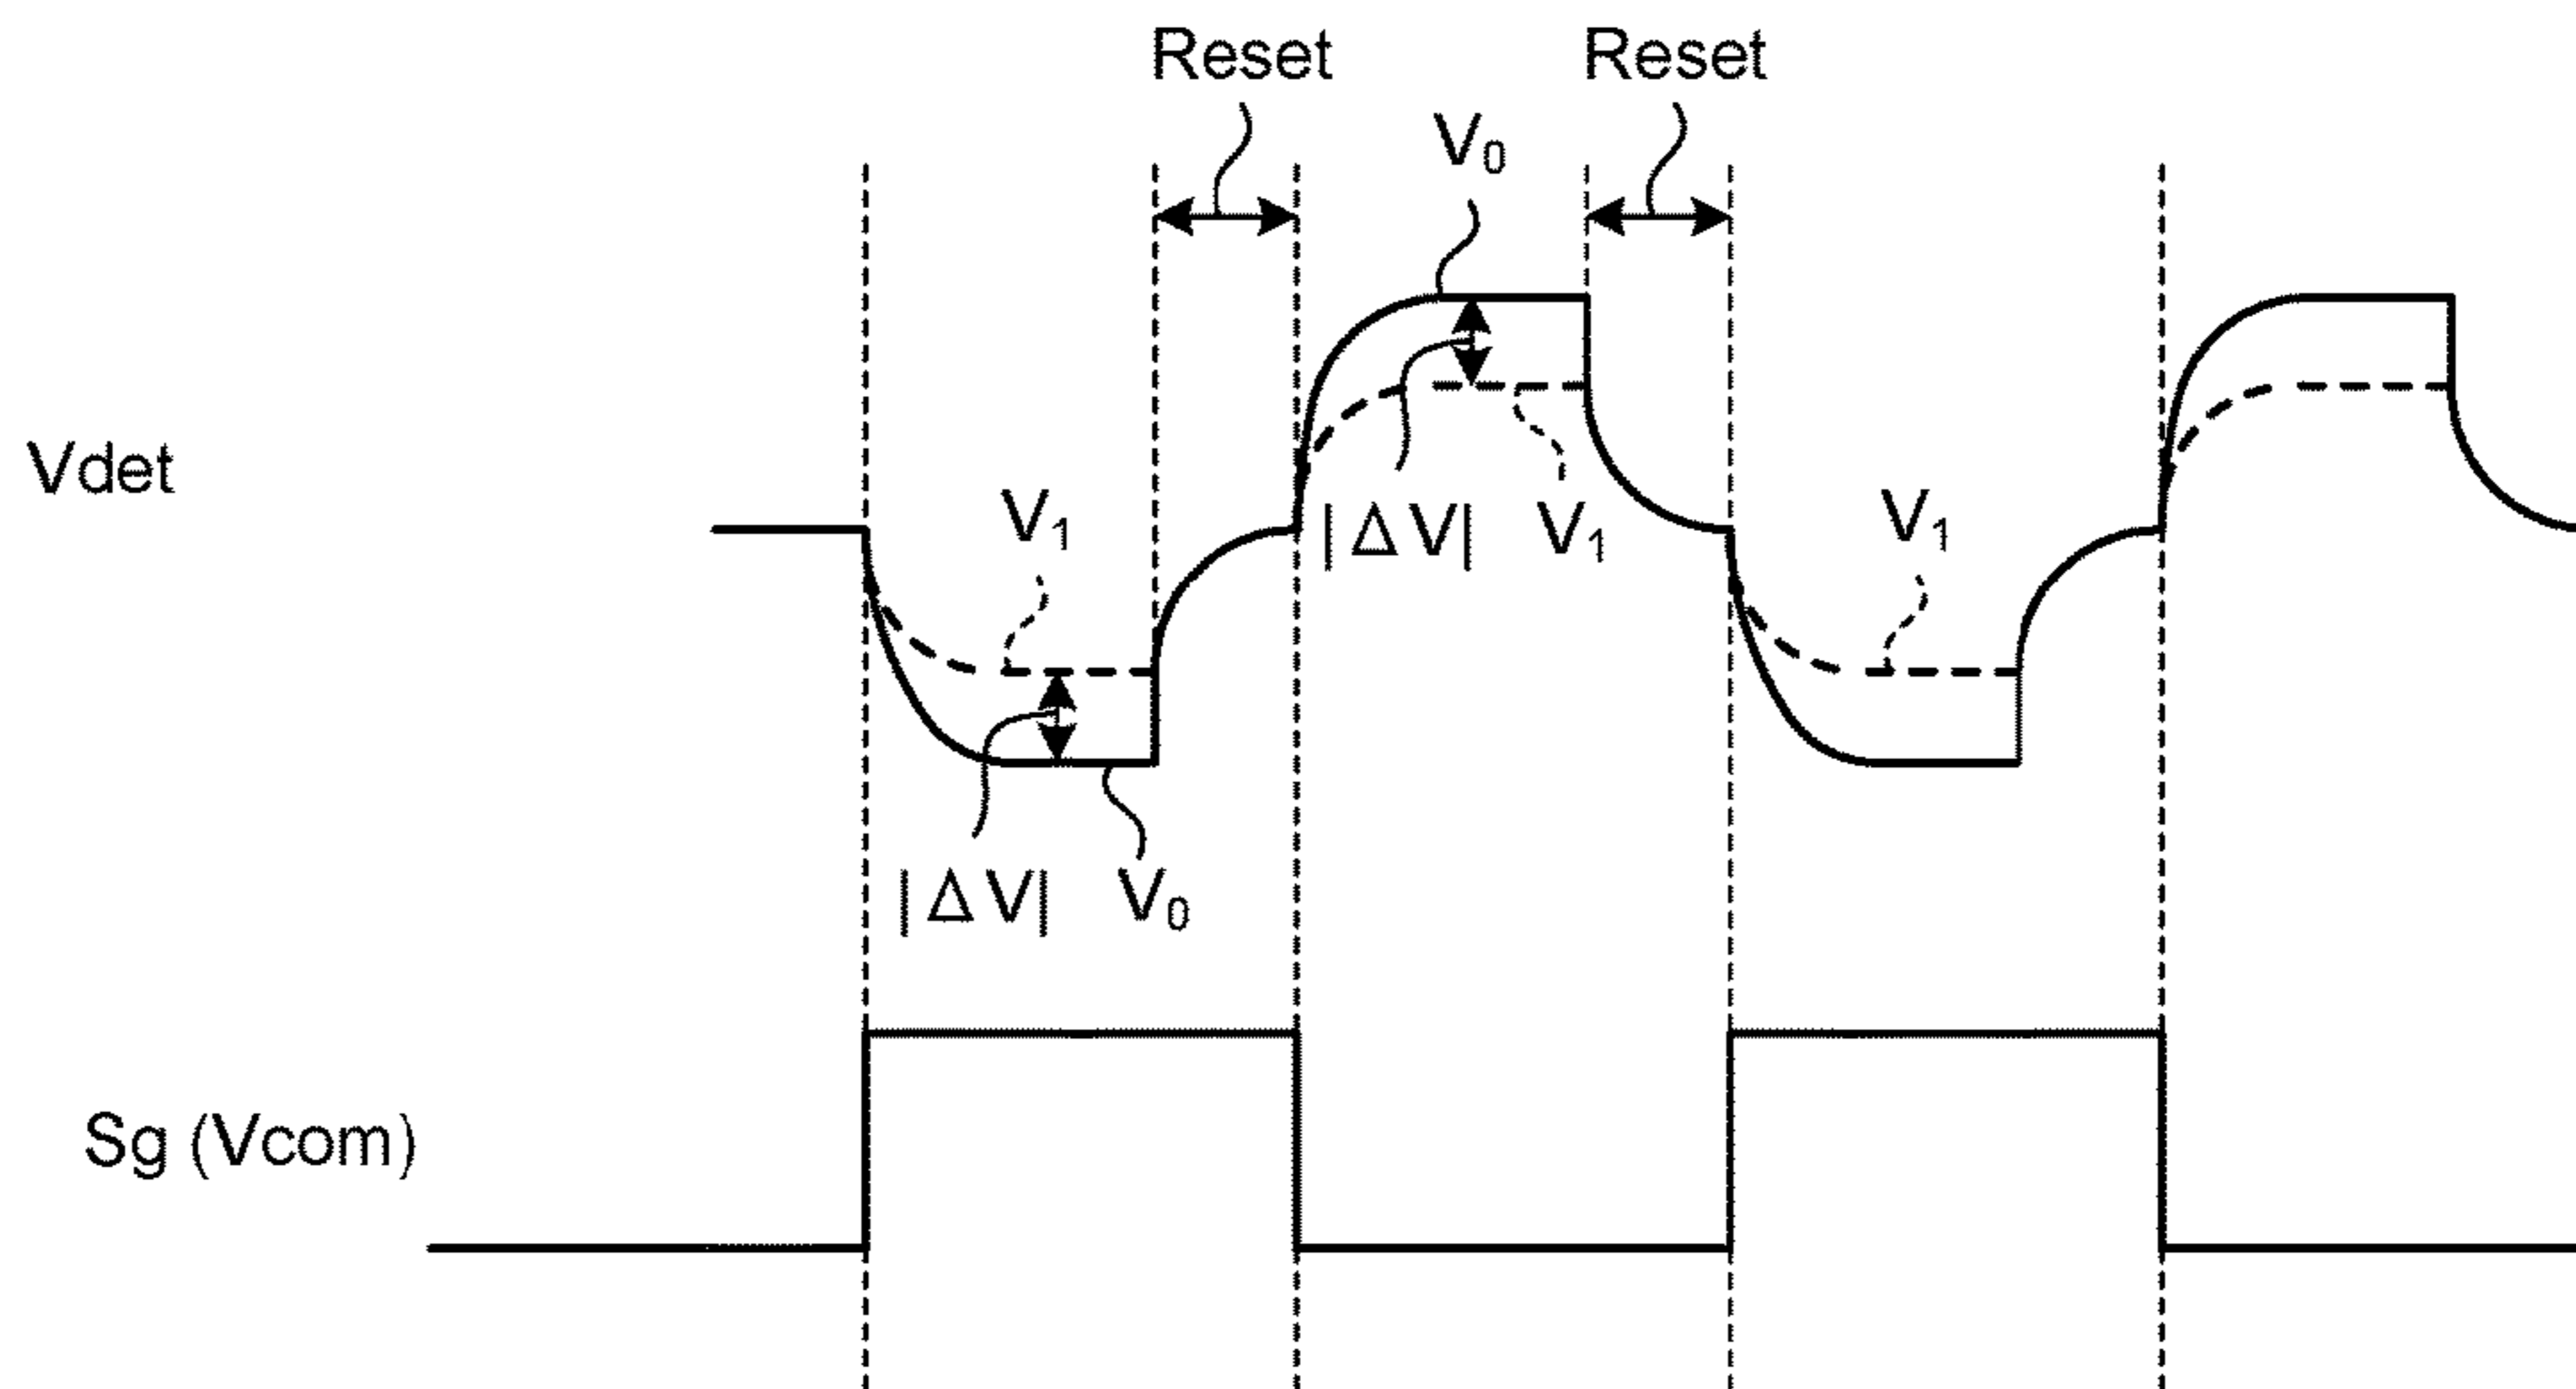 Reset Reset
V₀
Vdet
V₁ |ΔV| V₁ V₁
|ΔV| V₀
Sg (Vcom)